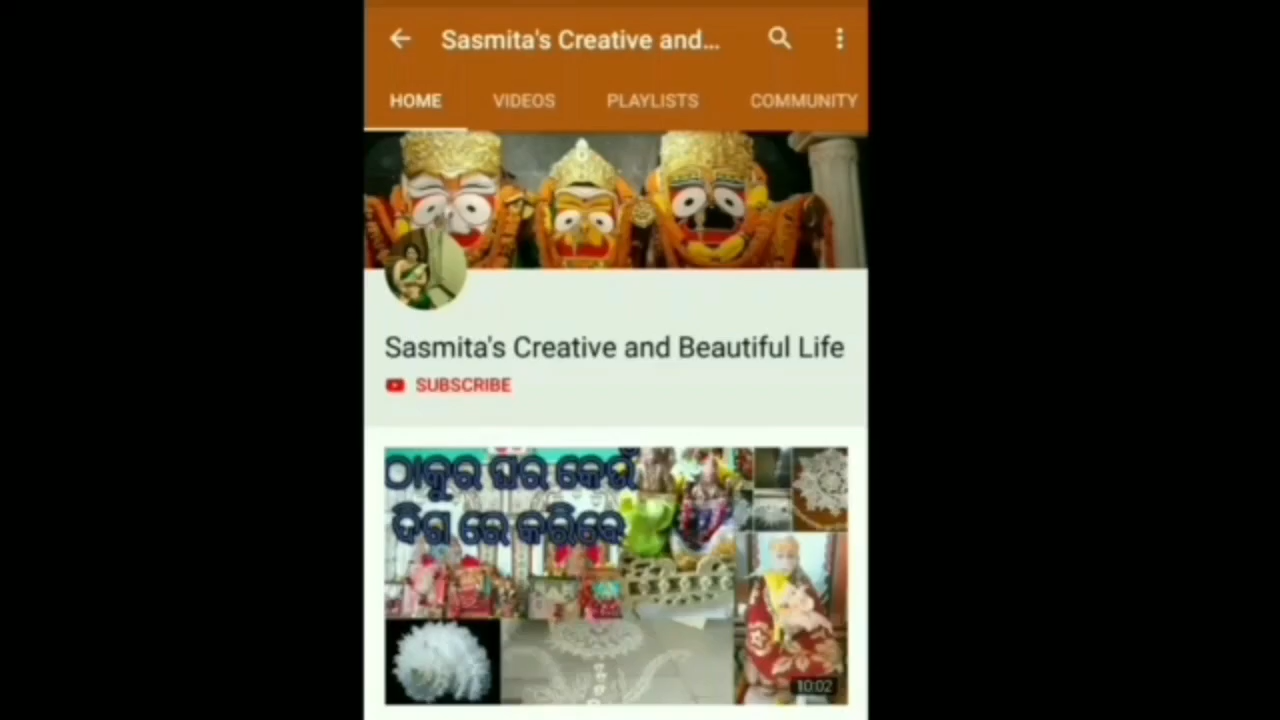 Sasmita's Creative and...
HOME VIDEOS PLAYLISTS COMMUNITY
Sasmita's Creative and Beautiful Life
SUBSCRIBE
ଠାକୁର ଘର କେଉଁ
ଦିଗ ରେ କରିବେ
10:02